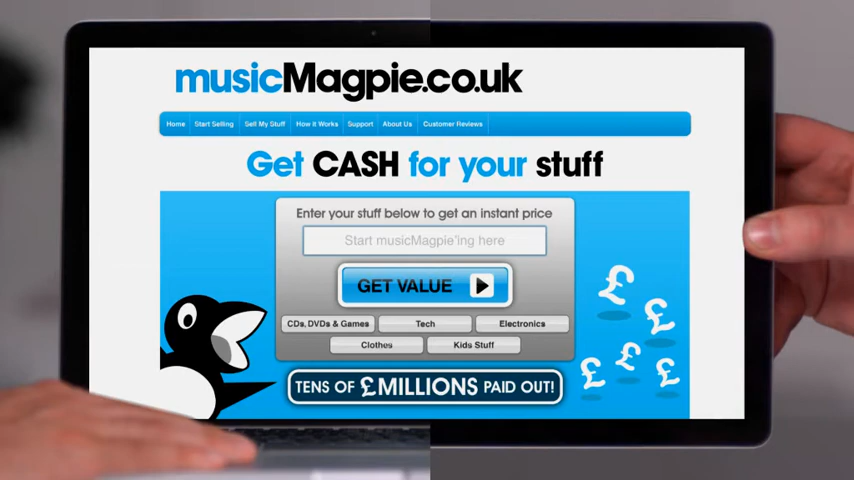 musicMagpie.co.uk
Home Start Selling Sell My Stuff How It Works Support About Us Customer Reviews
Get CASH for your stuff
Enter your stuff below to get an instant price
Start musicMagpie'ing here
GET VALUE
CDs, DVDs & Games Tech Electronics
Clothes Kids Stuff
TENS OF £MILLIONS PAID OUT!
£
£
£
£
£